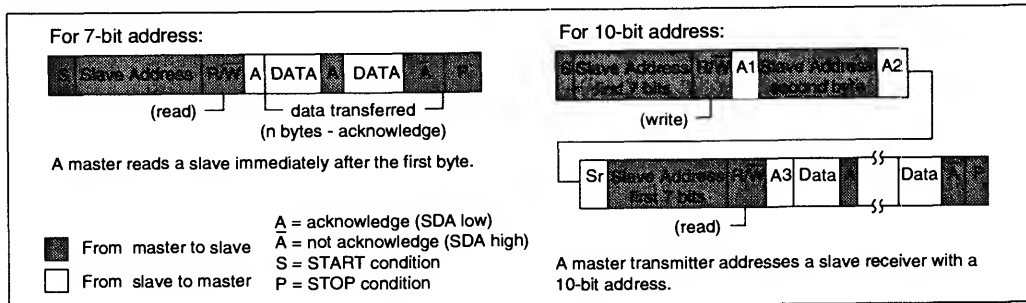 For 7-bit address:
S Slave Address R/W̅ A DATA A DATA A̅ P
(read)
data transferred
(n bytes - acknowledge)
A master reads a slave immediately after the first byte.
From master to slave
From slave to master
A = acknowledge (SDA low)
A̅ = not acknowledge (SDA high)
S = START condition
P = STOP condition
For 10-bit address:
S Slave Address R/W̅ A1 Slave Address A2
first 7 bits second byte
(write)
Sr Slave Address R/W̅ A3 Data A Data A̅ P
first 7 bits
(read)
A master transmitter addresses a slave receiver with a
10-bit address.